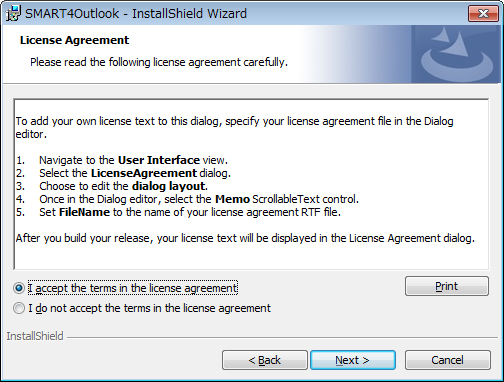 SMART4Outlook - InstallShield Wizard
License Agreement
Please read the following license agreement carefully.
To add your own license text to this dialog, specify your license agreement file in the Dialog
editor.
1. Navigate to the User Interface view.
2. Select the LicenseAgreement dialog.
3. Choose to edit the dialog layout.
4. Once in the Dialog editor, select the Memo ScrollableText control.
5. Set FileName to the name of your license agreement RTF file.
After you build your release, your license text will be displayed in the License Agreement dialog.
I accept the terms in the license agreement
Print
I do not accept the terms in the license agreement
InstallShield
< Back
Next >
Cancel